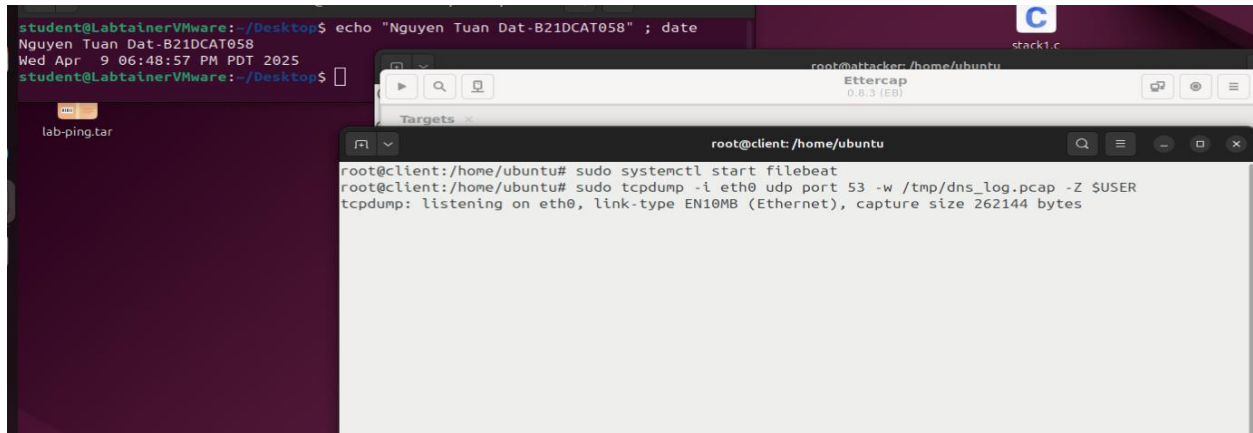 student@LabtainerVMware:~/Desktop$ echo "Nguyen Tuan Dat-B21DCAT058" ; date
Nguyen Tuan Dat-B21DCAT058
Wed Apr  9 06:48:57 PM PDT 2025
student@LabtainerVMware:~/Desktop$
stack1.c
root@attacker: /home/ubuntu
Ettercap
0.8.3 (EB)
Targets
lab-ping.tar
root@client: /home/ubuntu
root@client:/home/ubuntu# sudo systemctl start filebeat
root@client:/home/ubuntu# sudo tcpdump -i eth0 udp port 53 -w /tmp/dns_log.pcap -Z $USER
tcpdump: listening on eth0, link-type EN10MB (Ethernet), capture size 262144 bytes